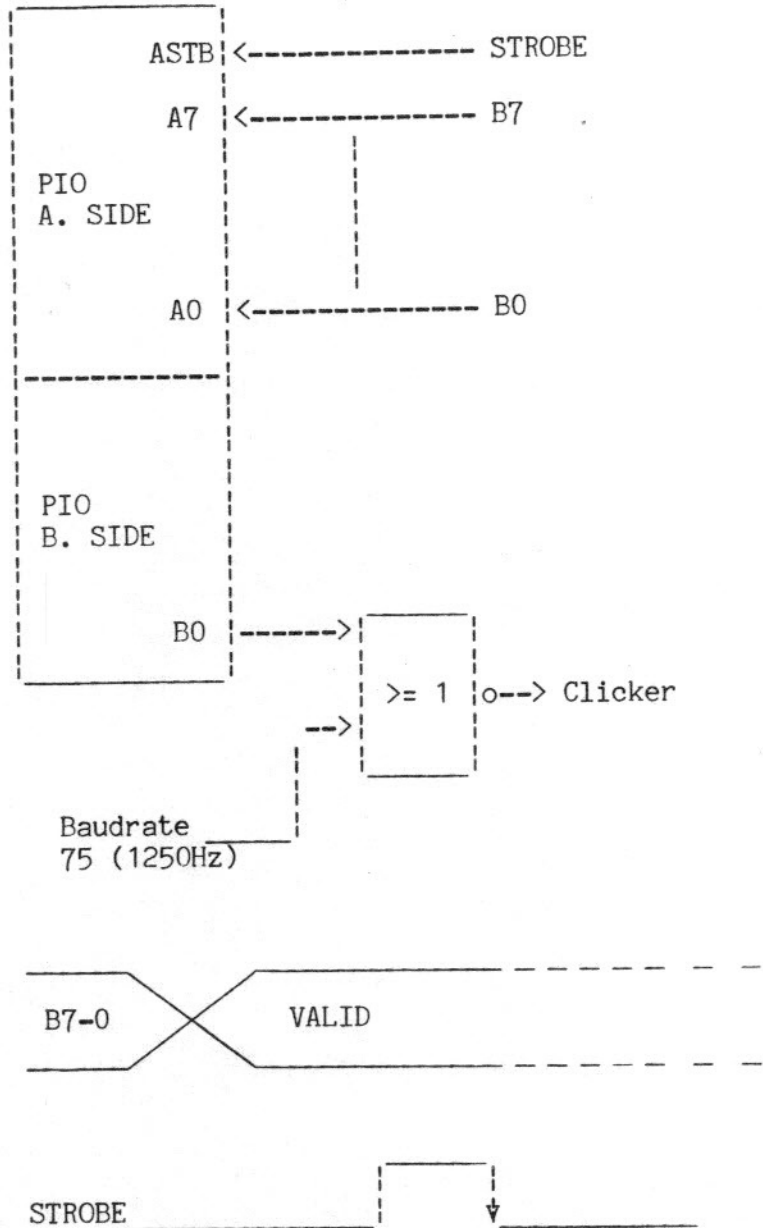 ASTB STROBE
A7 B7
PIO
A. SIDE
A0 B0
PIO
B. SIDE
B0
>= 1 Clicker
Baudrate
75 (1250Hz)
B7-0 VALID
STROBE